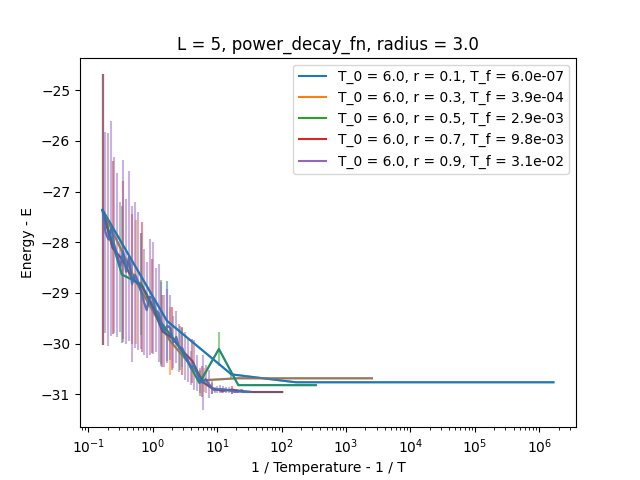 L = 5, power_decay_fn, radius = 3.0
T_0 = 6.0, r = 0.1, T_f = 6.0e-07
T_0 = 6.0, r = 0.3, T_f = 3.9e-04
T_0 = 6.0, r = 0.5, T_f = 2.9e-03
T_0 = 6.0, r = 0.7, T_f = 9.8e-03
T_0 = 6.0, r = 0.9, T_f = 3.1e-02
Energy - E
−25
−26
−27
−28
−29
−30
−31
10⁻¹ 10⁰ 10¹ 10² 10³ 10⁴ 10⁵ 10⁶
1 / Temperature - 1 / T